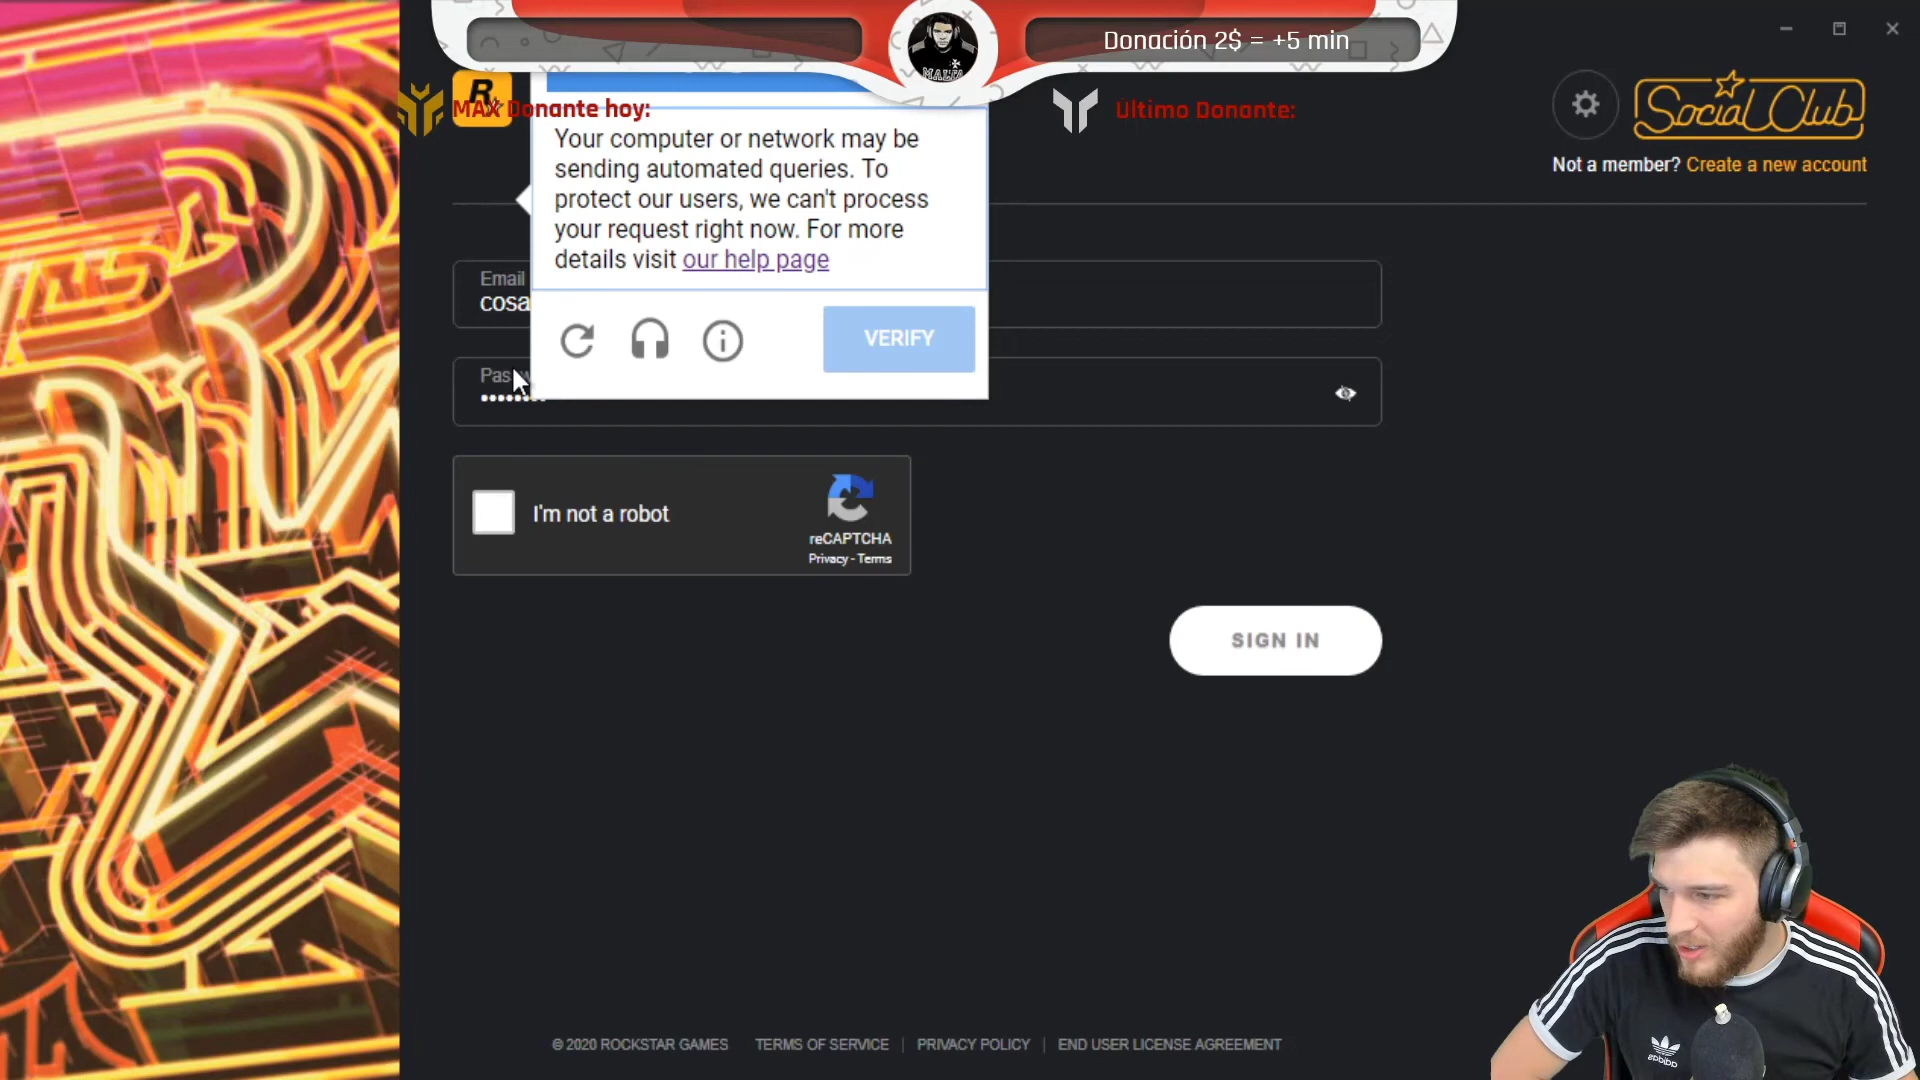 Donación 2$ = +5 min
MAX Donante hoy:
Último Donante:
Social Club
Not a member? Create a new account
Your computer or network may be
sending automated queries. To
protect our users, we can't process
your request right now. For more
details visit our help page
Email
cosa
VERIFY
I'm not a robot
reCAPTCHA
Privacy - Terms
SIGN IN
© 2020 ROCKSTAR GAMES
TERMS OF SERVICE
PRIVACY POLICY
END USER LICENSE AGREEMENT
adidas